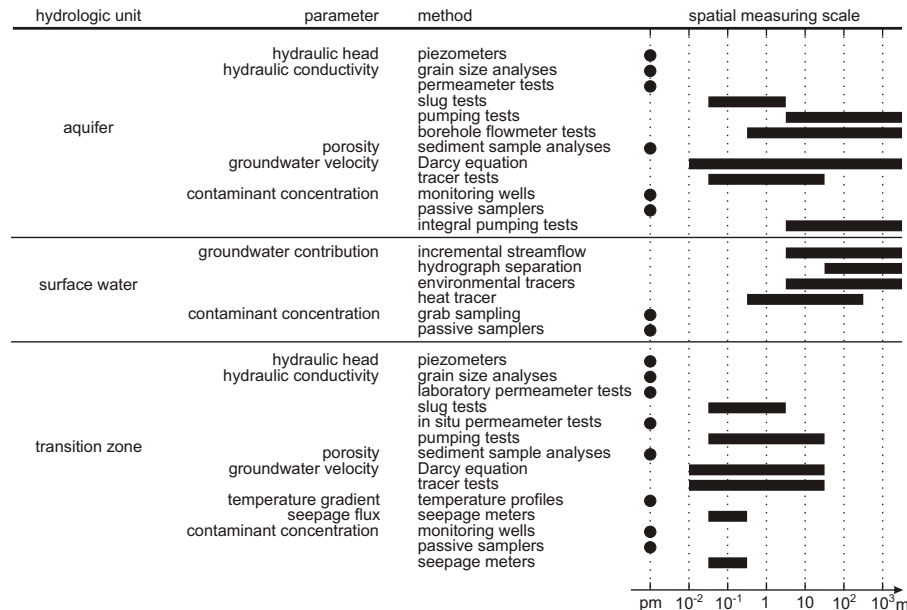 hydrologic unit parameter method spatial measuring scale
hydraulic head piezometers
hydraulic conductivity grain size analyses
permeameter tests
slug tests
pumping tests
aquifer
borehole flowmeter tests
porosity sediment sample analyses
groundwater velocity Darcy equation
tracer tests
contaminant concentration monitoring wells
passive samplers
integral pumping tests
groundwater contribution incremental streamflow
hydrograph separation
surface water environmental tracers
heat tracer
contaminant concentration grab sampling
passive samplers
hydraulic head piezometers
hydraulic conductivity grain size analyses
laboratory permeameter tests
slug tests
in situ permeameter tests
pumping tests
transition zone
porosity sediment sample analyses
groundwater velocity Darcy equation
tracer tests
temperature gradient temperature profiles
seepage flux seepage meters
contaminant concentration monitoring wells
passive samplers
seepage meters
pm 10⁻² 10⁻¹ 1 10 10² 10³ m